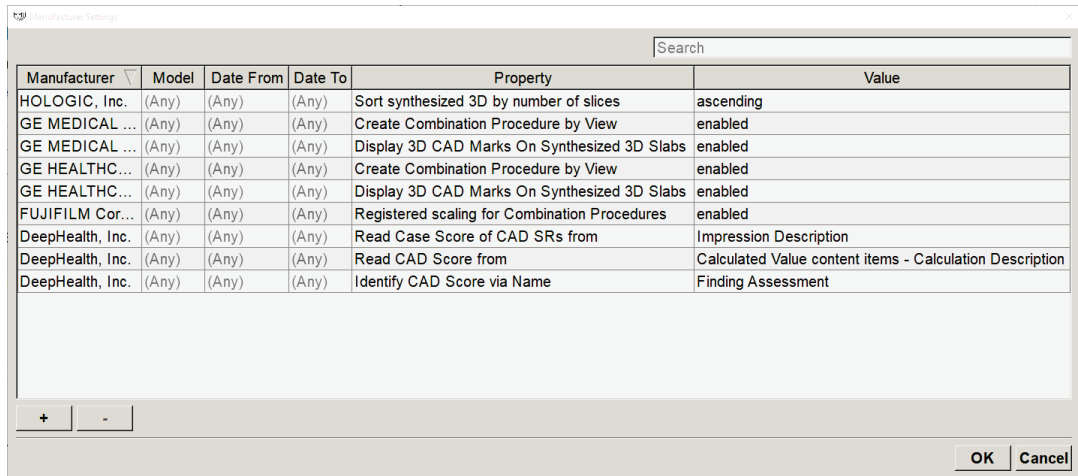 Manufacturer Settings
Search
Manufacturer Model Date From Date To Property Value
HOLOGIC, Inc. (Any) (Any) (Any) Sort synthesized 3D by number of slices ascending
GE MEDICAL ... (Any) (Any) (Any) Create Combination Procedure by View enabled
GE MEDICAL ... (Any) (Any) (Any) Display 3D CAD Marks On Synthesized 3D Slabs enabled
GE HEALTHC... (Any) (Any) (Any) Create Combination Procedure by View enabled
GE HEALTHC... (Any) (Any) (Any) Display 3D CAD Marks On Synthesized 3D Slabs enabled
FUJIFILM Cor... (Any) (Any) (Any) Registered scaling for Combination Procedures enabled
DeepHealth, Inc. (Any) (Any) (Any) Read Case Score of CAD SRs from Impression Description
DeepHealth, Inc. (Any) (Any) (Any) Read CAD Score from Calculated Value content items - Calculation Description
DeepHealth, Inc. (Any) (Any) (Any) Identify CAD Score via Name Finding Assessment
+ -
OK Cancel